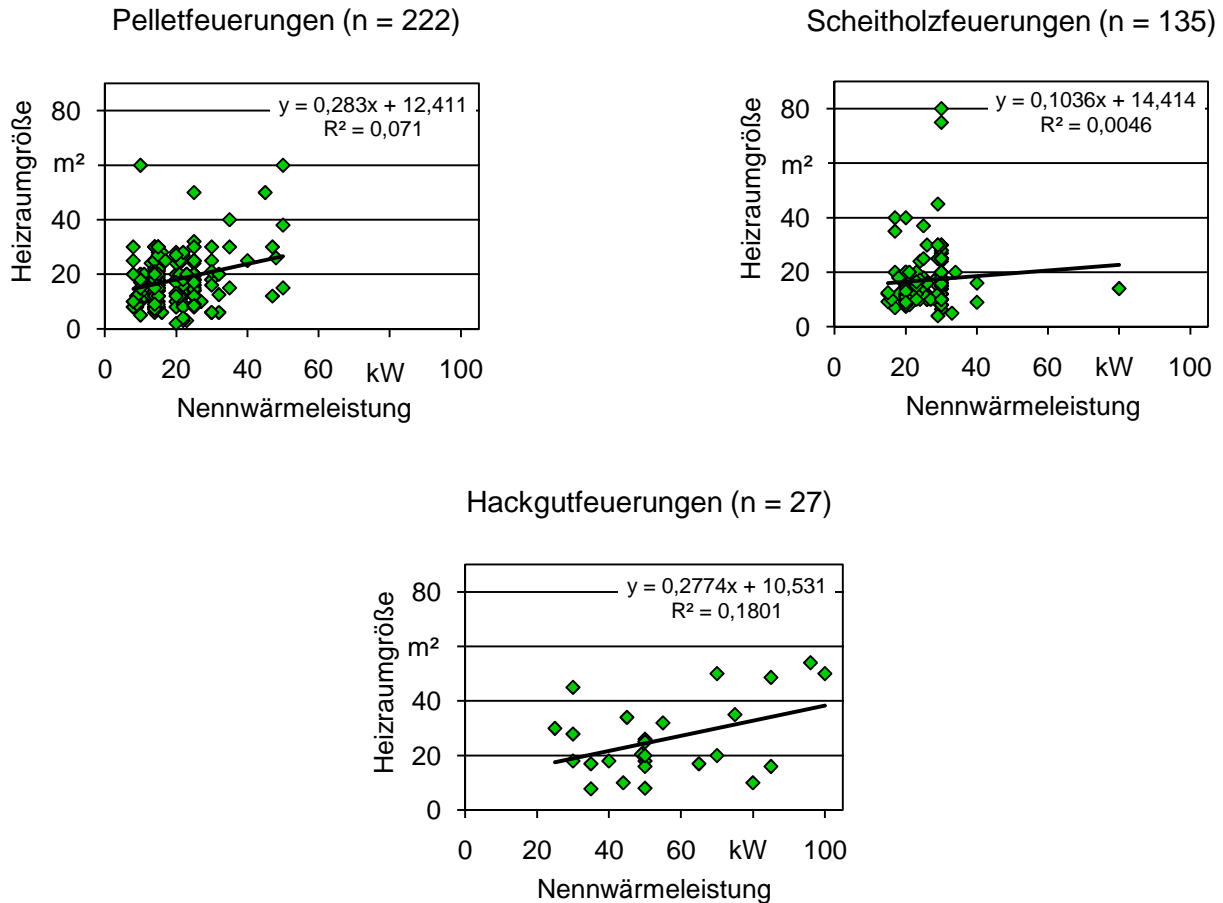 Pelletfeuerungen (n = 222)
Heizraumgröße
80
m²
40
20
0
y = 0,283x + 12,411
R² = 0,071
0 20 40 60 kW 100
Nennwärmeleistung
Scheitholzfeuerungen (n = 135)
Heizraumgröße
80
m²
40
20
0
y = 0,1036x + 14,414
R² = 0,0046
0 20 40 60 kW 100
Nennwärmeleistung
Hackgutfeuerungen (n = 27)
Heizraumgröße
80
m²
40
20
0
y = 0,2774x + 10,531
R² = 0,1801
0 20 40 60 kW 100
Nennwärmeleistung